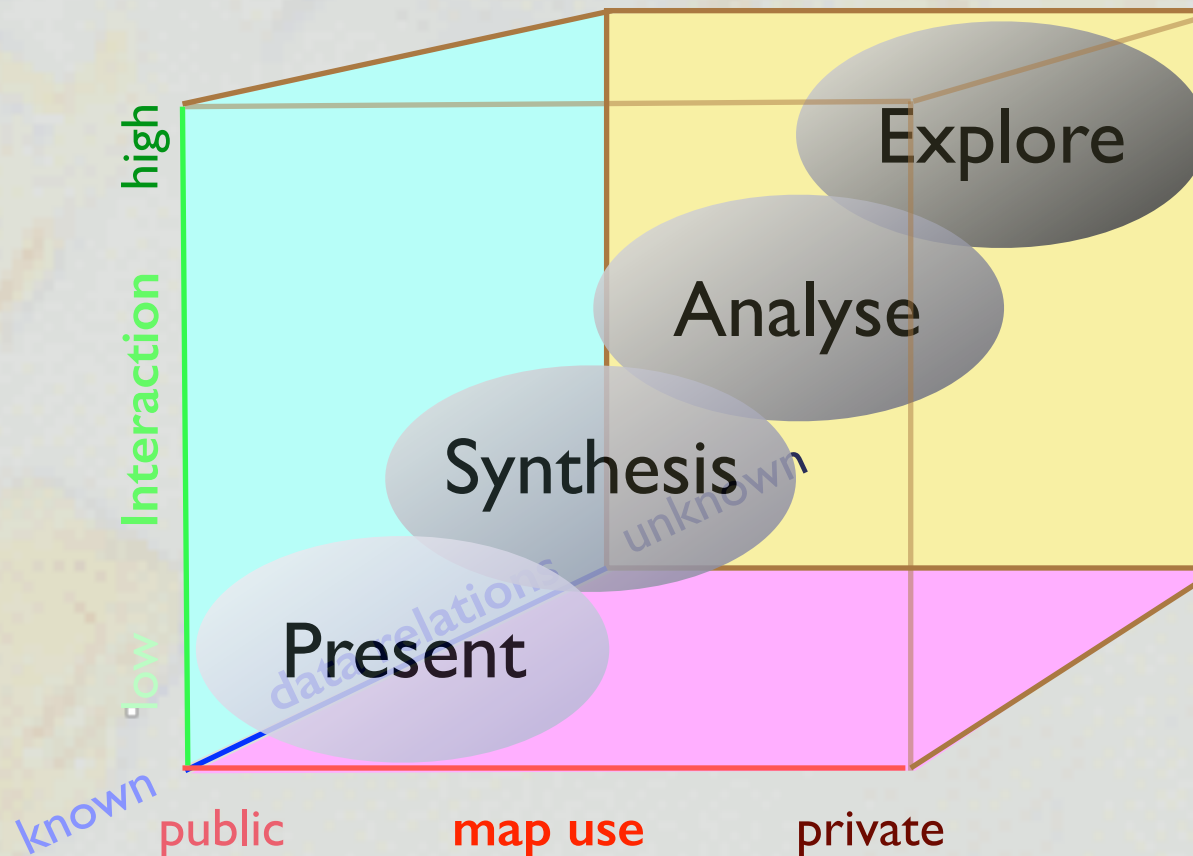 high
Explore
Interaction
Analyse
Synthesis
unknown
data relations
Present
low
known
public
map use
private